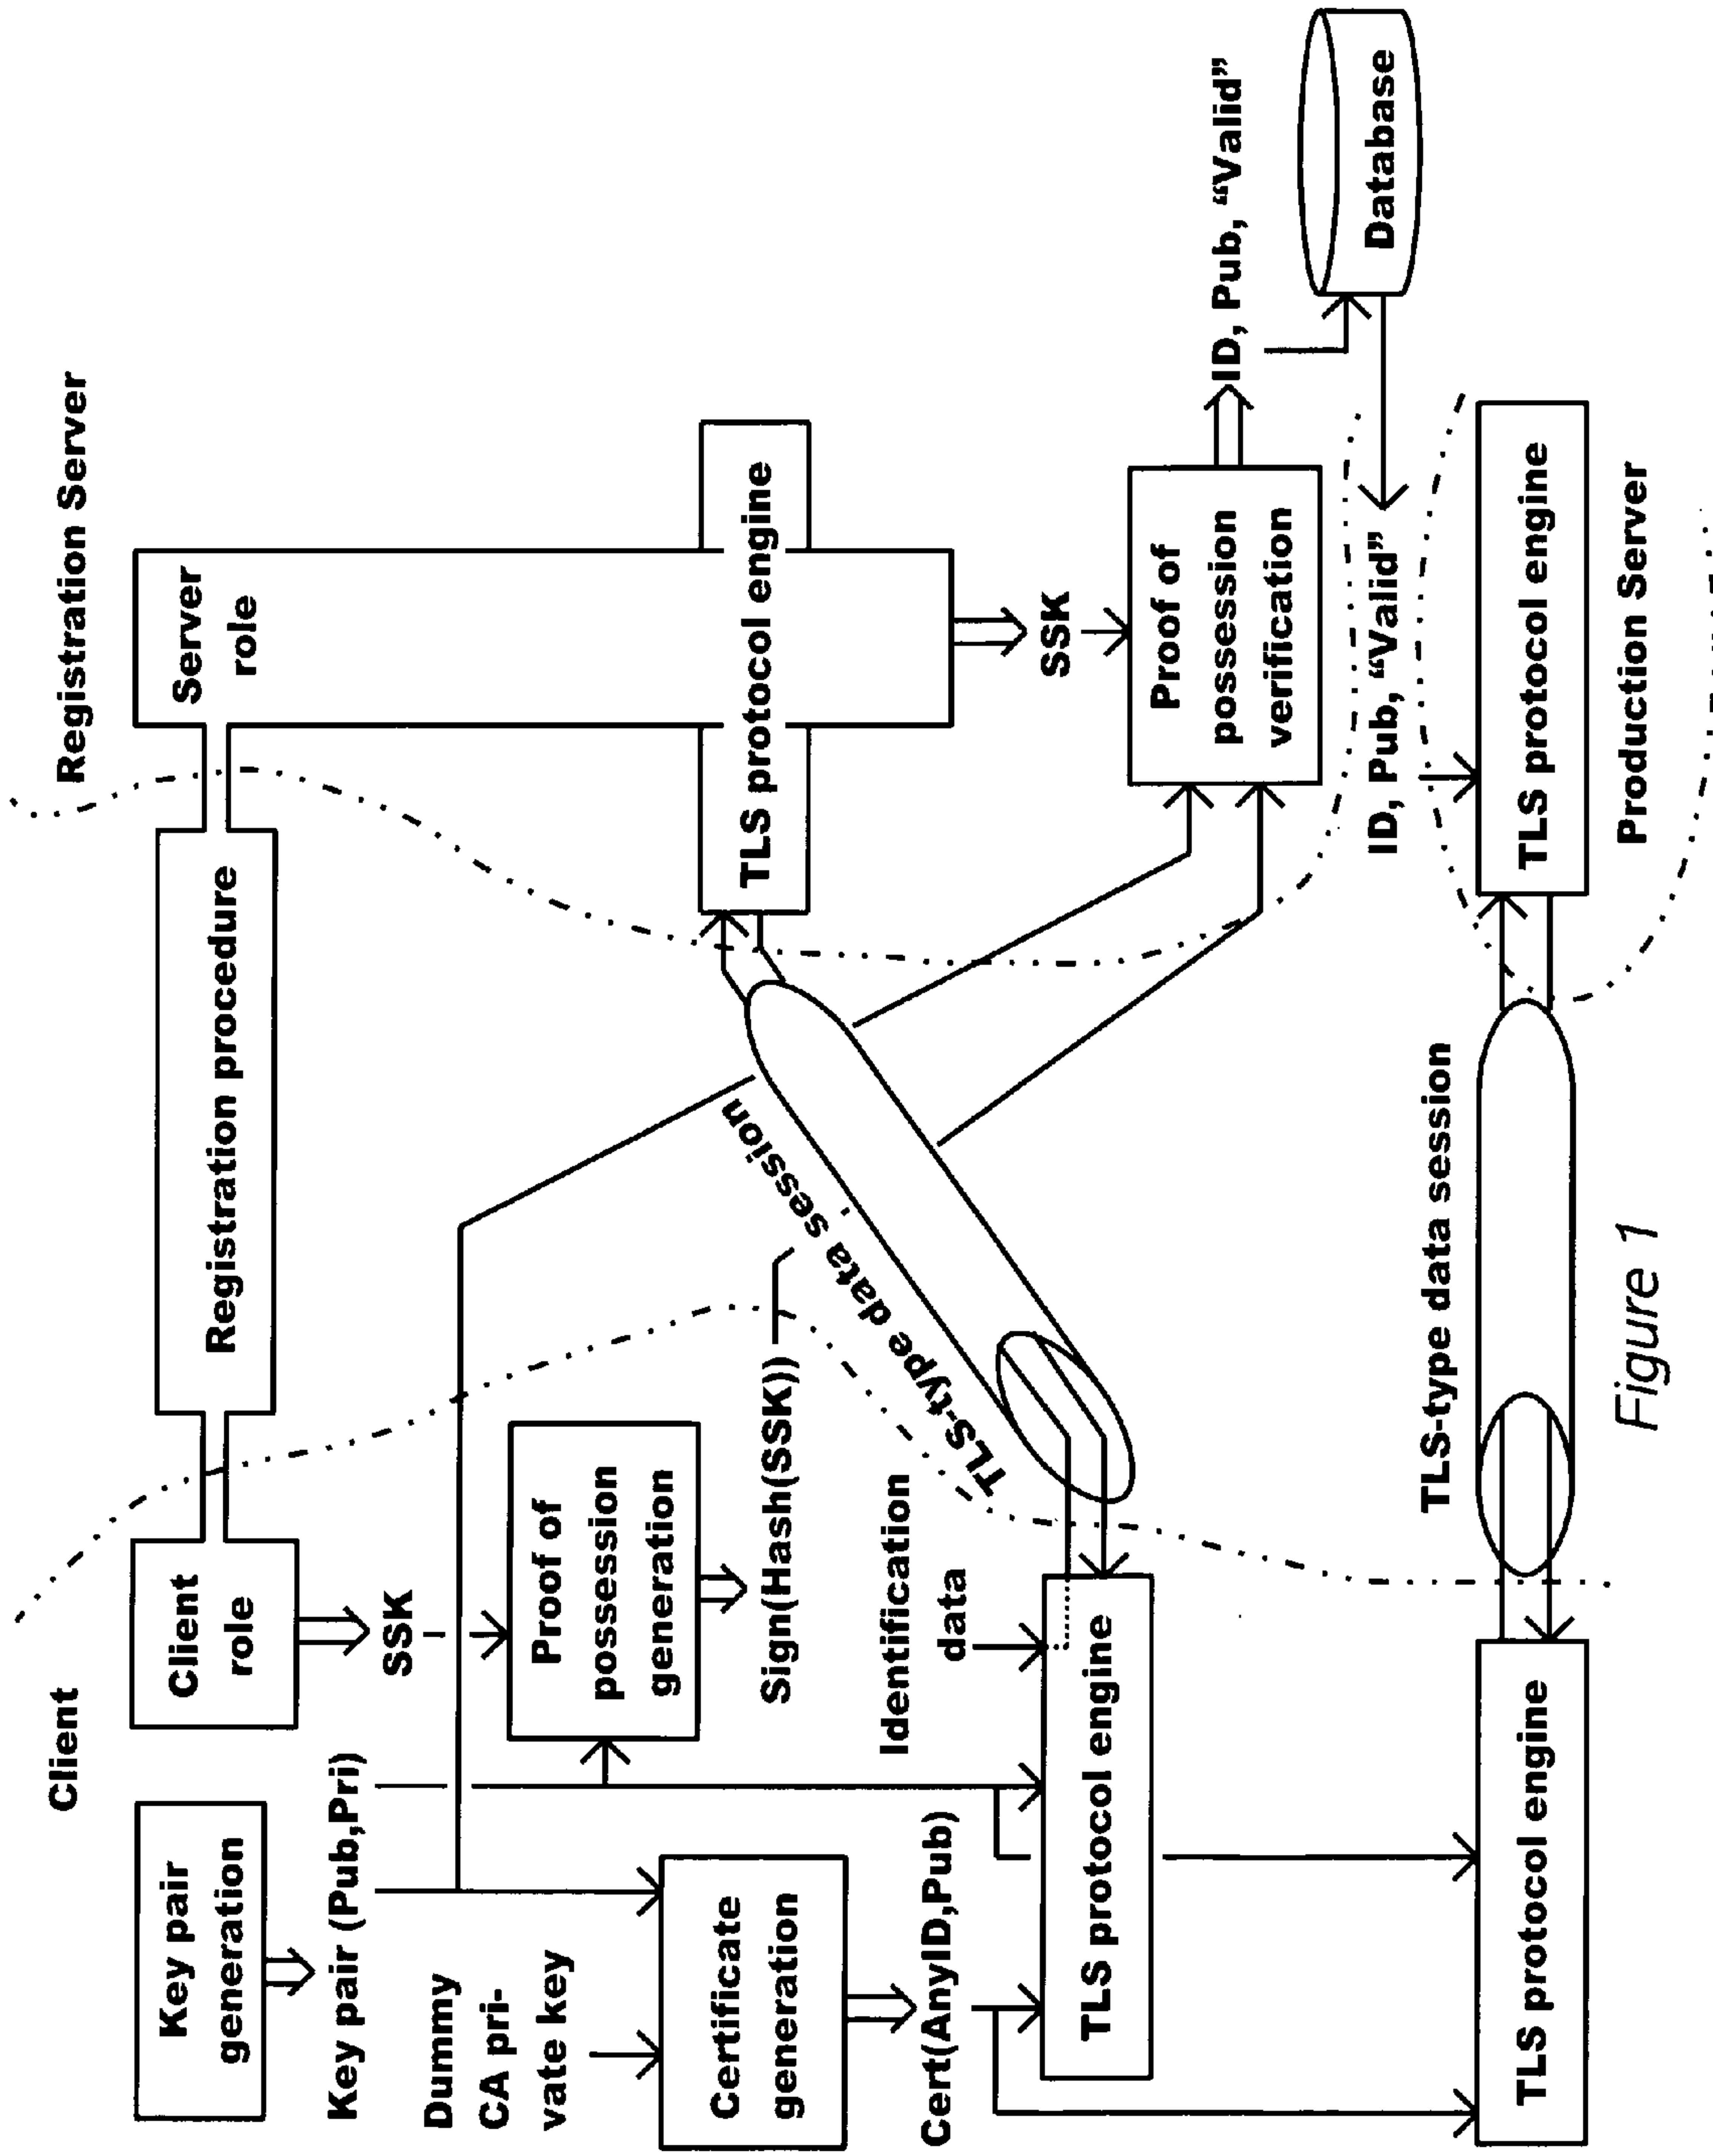 Client
Registration Server
Key pair
generation
Client
role
Registration procedure
Server
role
Key pair (Pub,Pri)
SSK
Dummy
CA pri-
vate key
Proof of
possession
generation
Certificate
generation
Sign(Hash(SSK))
TLS-type data session
TLS protocol engine
Identification
data
Cert(AnyID,Pub)
SSK
TLS protocol engine
Proof of
possession
verification
ID, Pub, “Valid”
Database
ID, Pub, “Valid”
TLS-type data session
TLS protocol engine
TLS protocol engine
Production Server
Figure 1